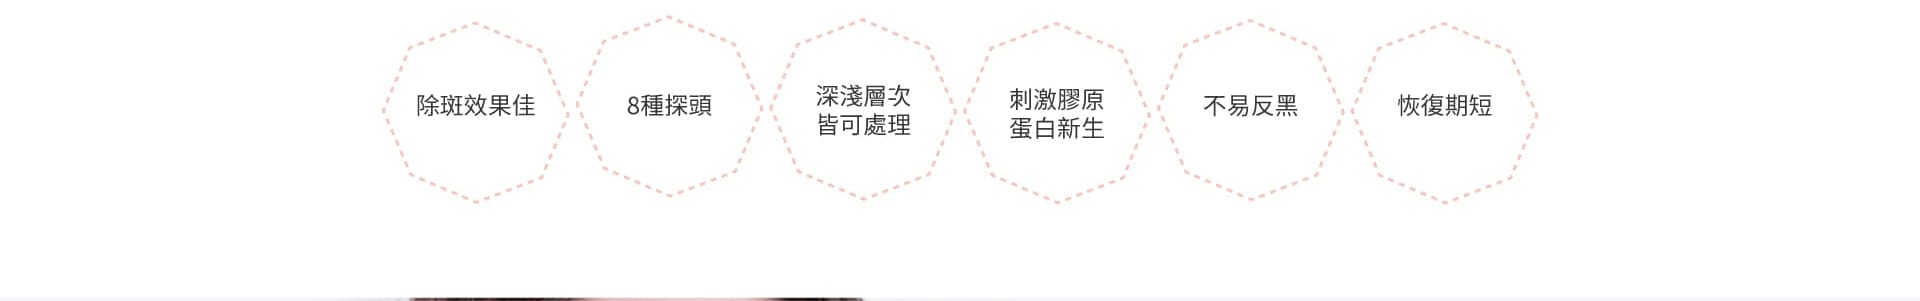 除斑效果佳
8種探頭
深淺層次
皆可處理
刺激膠原
蛋白新生
不易反黑
恢復期短